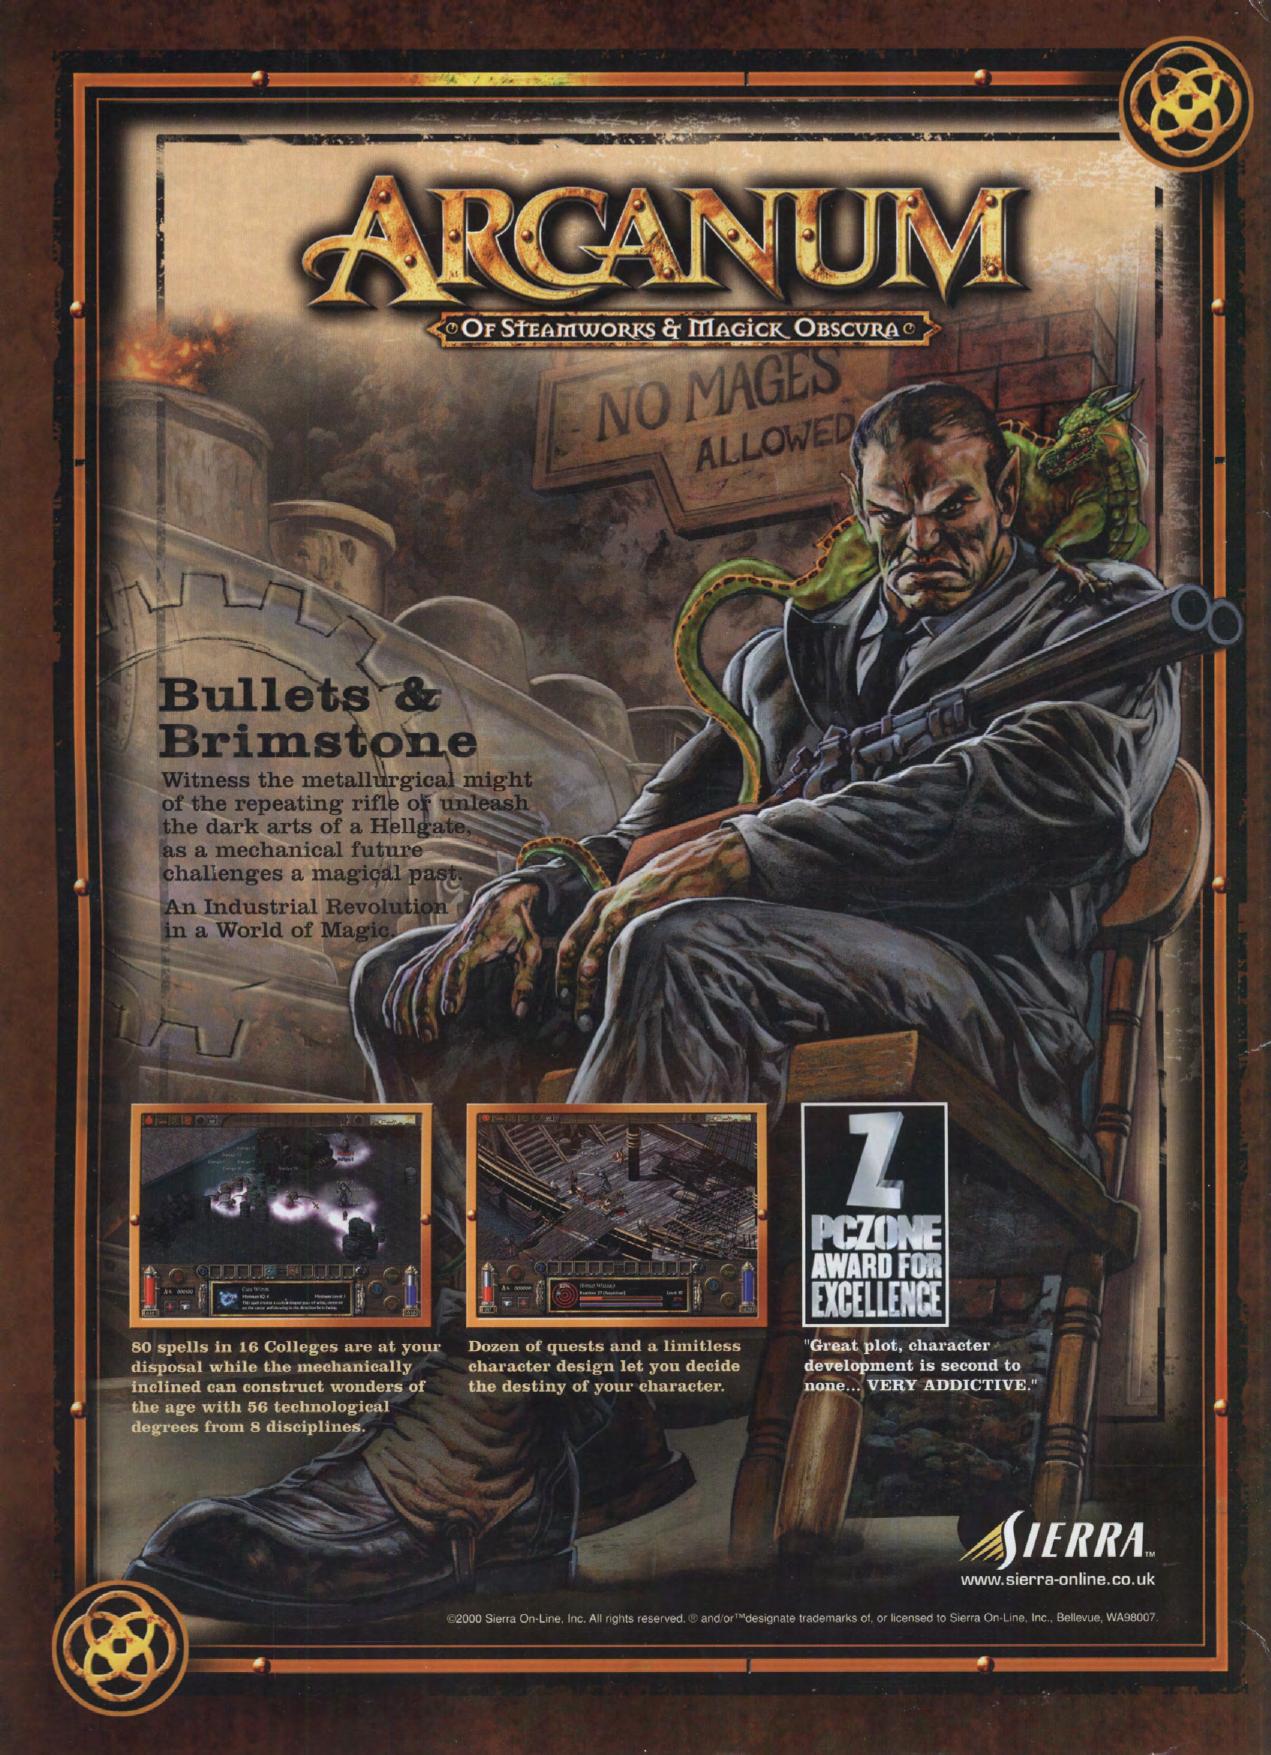 ARCANUM
OF STEAMWORKS & MAGICK OBSCURA
NO MAGES
ALLOWED
Bullets &
Brimstone
Witness the metallurgical might
of the repeating rifle or unleash
the dark arts of a Hellgate,
as a mechanical future
challenges a magical past.
An Industrial Revolution
in a World of Magic.
Z
PCZONE
AWARD FOR
EXCELLENCE
80 spells in 16 Colleges are at your
disposal while the mechanically
inclined can construct wonders of
the age with 56 technological
degrees from 8 disciplines.
Dozen of quests and a limitless
character design let you decide
the destiny of your character.
"Great plot, character
development is second to
none... VERY ADDICTIVE."
SIERRA™
www.sierra-online.co.uk
©2000 Sierra On-Line, Inc. All rights reserved. ® and/or™designate trademarks of, or licensed to Sierra On-Line, Inc., Bellevue, WA98007.